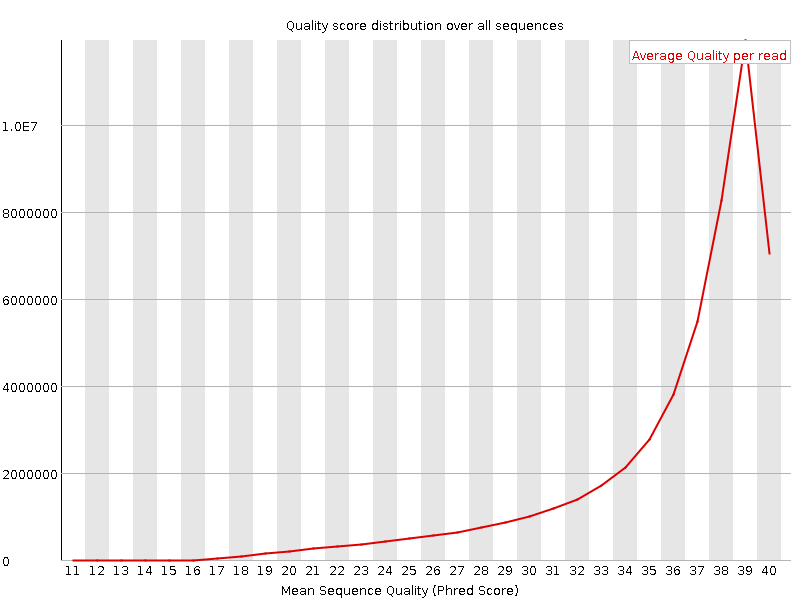 Quality score distribution over all sequences
Average Quality per read
1.0E7
8000000
6000000
4000000
2000000
0
11 12 13 14 15 16 17 18 19 20 21 22 23 24 25 26 27 28 29 30 31 32 33 34 35 36 37 38 39 40
Mean Sequence Quality (Phred Score)